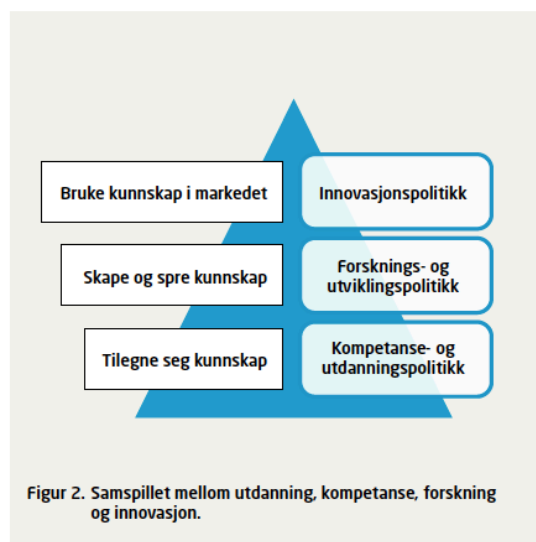 Bruke kunnskap i markedet
Innovasjonspolitikk
Skape og spre kunnskap
Forsknings- og
utviklingspolitikk
Tilegne seg kunnskap
Kompetanse- og
utdanningspolitikk
Figur 2. Samspillet mellom utdanning, kompetanse, forskning
og innovasjon.